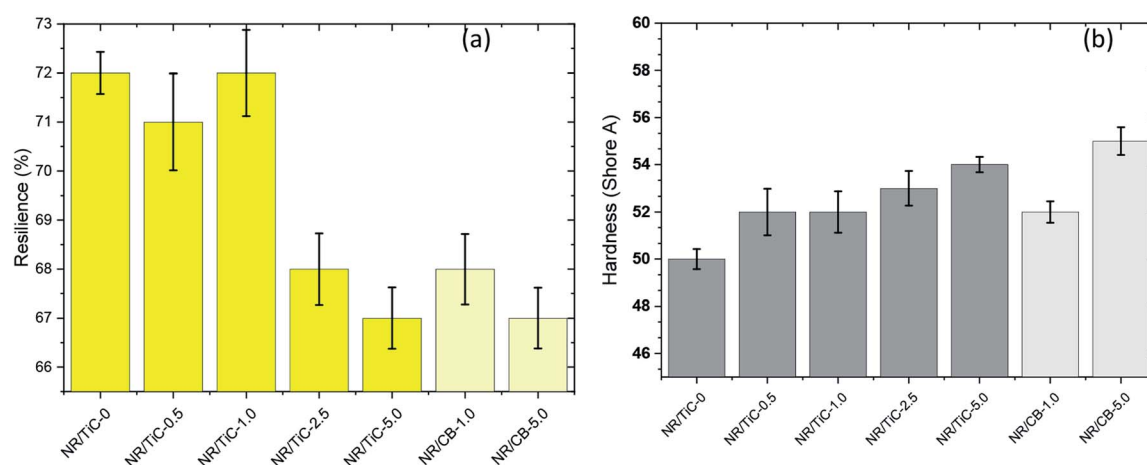 (a)
Resilience (%)
73
72
71
70
69
68
67
66
NR/TiC-0
NR/TiC-0.5
NR/TiC-1.0
NR/TiC-2.5
NR/TiC-5.0
NR/CB-1.0
NR/CB-5.0
(b)
Hardness (Shore A)
60
58
56
54
52
50
48
46
NR/TiC-0
NR/TiC-0.5
NR/TiC-1.0
NR/TiC-2.5
NR/TiC-5.0
NR/CB-1.0
NR/CB-5.0